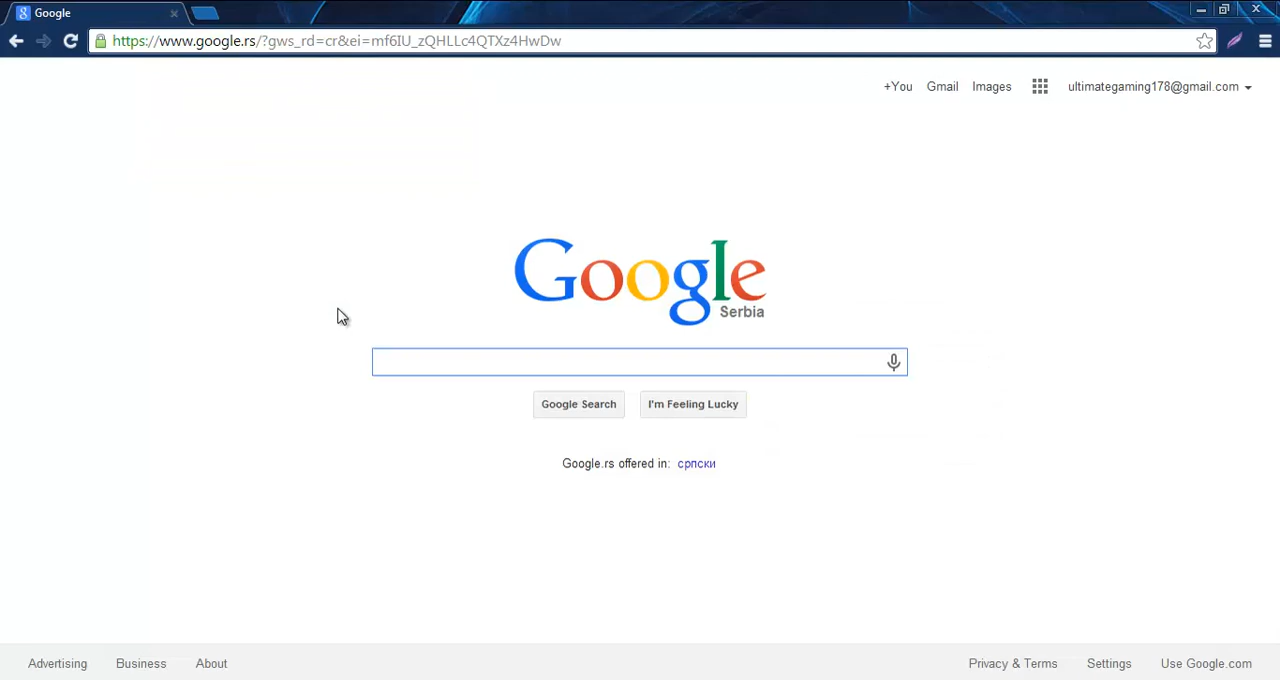 Google
https://www.google.rs/?gws_rd=cr&ei=mf6IU_zQHLLc4QTXz4HwDw
+You Gmail Images ultimategaming178@gmail.com
Google
Serbia
Google Search I'm Feeling Lucky
Google.rs offered in: српски
Advertising Business About Privacy & Terms Settings Use Google.com